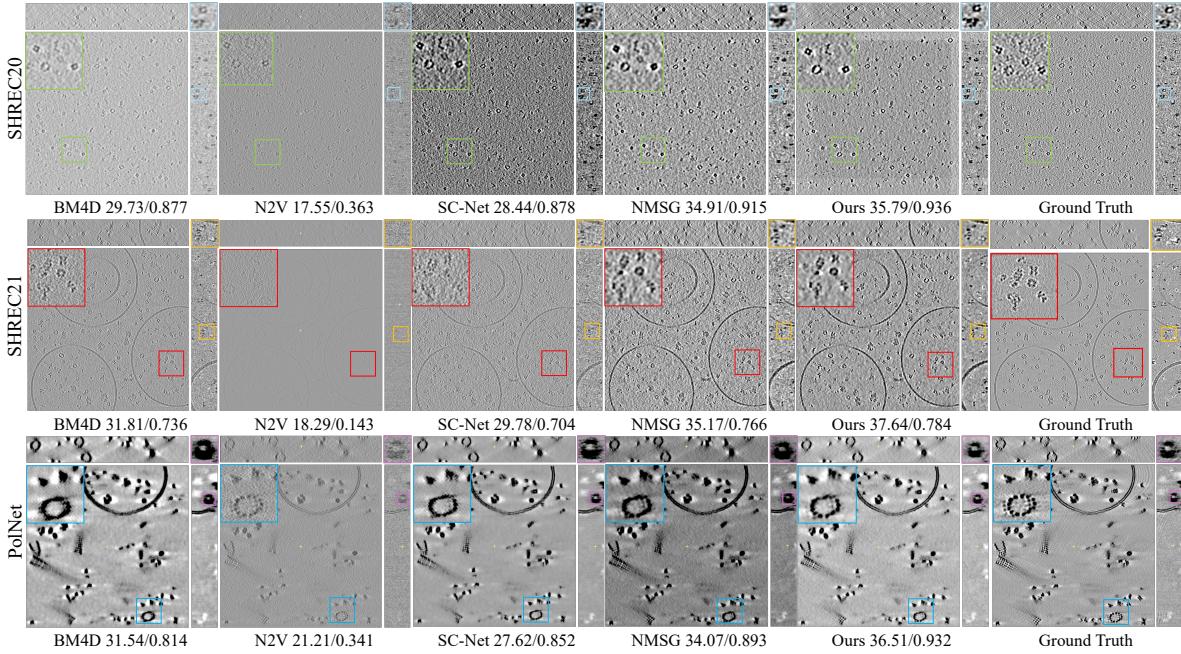 SHREC20
BM4D 29.73/0.877 N2V 17.55/0.363 SC-Net 28.44/0.878 NMSG 34.91/0.915 Ours 35.79/0.936 Ground Truth
SHREC21
BM4D 31.81/0.736 N2V 18.29/0.143 SC-Net 29.78/0.704 NMSG 35.17/0.766 Ours 37.64/0.784 Ground Truth
PolNet
BM4D 31.54/0.814 N2V 21.21/0.341 SC-Net 27.62/0.852 NMSG 34.07/0.893 Ours 36.51/0.932 Ground Truth